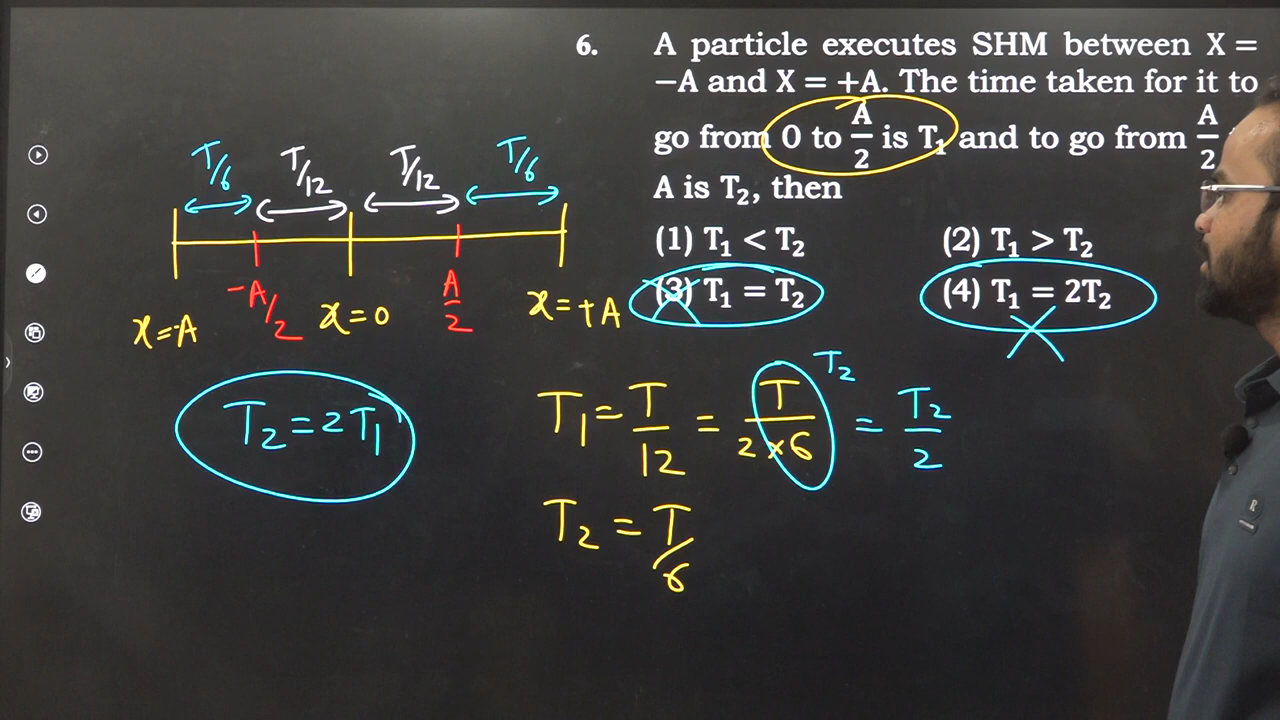 6. A particle executes SHM between X =
−A and X = +A. The time taken for it to
go from 0 to A/2 is T₁ and to go from A/2
A is T₂, then
(1) T₁ < T₂ (2) T₁ > T₂
(3) T₁ = T₂ (4) T₁ = 2T₂
T/6 T/12 T/12 T/6
x=-A -A/2 x=0 A/2 x=+A
T₂
T₂=2T₁ T₁ = T/12 = T/2×6 = T₂/2
T₂ = T/6
R